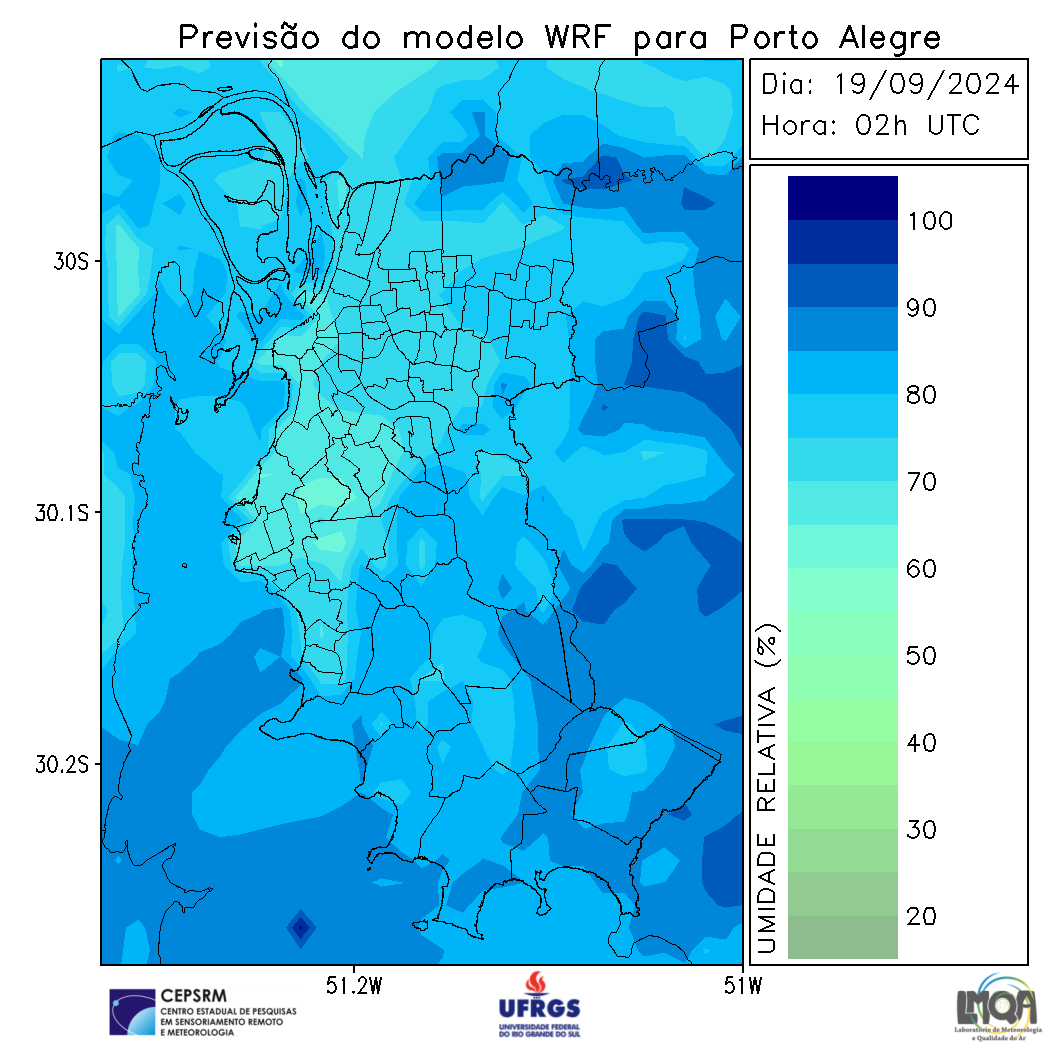 Previsão do modelo WRF para Porto Alegre
Dia: 19/09/2024
Hora: 02h UTC
30S
30.1S
30.2S
51.2W
51W
100
90
80
70
60
50
40
30
20
UMIDADE RELATIVA (%)
CEPSRM
CENTRO ESTADUAL DE PESQUISAS
EM SENSORIAMENTO REMOTO
E METEOROLOGIA
UFRGS
UNIVERSIDADE FEDERAL
DO RIO GRANDE DO SUL
LMQA
Laboratório de Meteorologia
e Qualidade do Ar